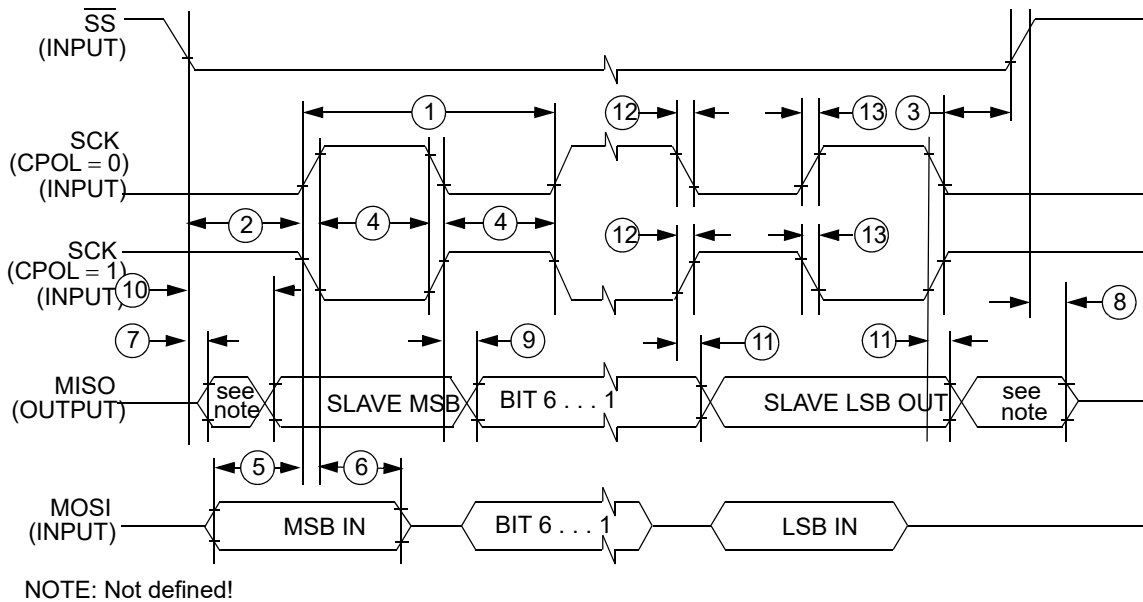 SS
(INPUT)
1
12
13
3
SCK
(CPOL = 0)
(INPUT)
2
4
4
SCK
(CPOL = 1)
(INPUT)
12
13
10
8
7
9
11
11
MISO
(OUTPUT)
see
note
SLAVE MSB
BIT 6 . . . 1
SLAVE LSB OUT
see
note
5
6
MOSI
(INPUT)
MSB IN
BIT 6 . . . 1
LSB IN
NOTE: Not defined!